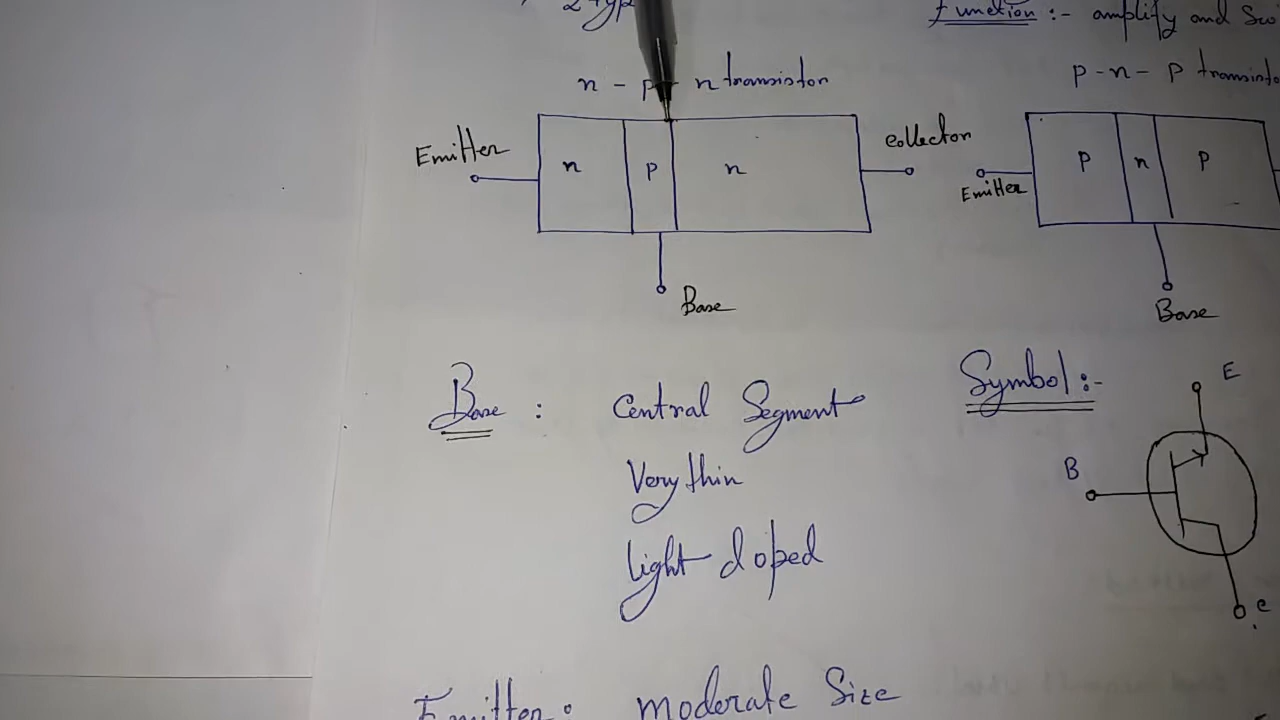 Function :- amplify and
n - p - n transistor
p - n - p
Emitter
n
p
n
collector
Base
Emitter
p
n
p
Base
Base : Central Segment
Very thin
light doped
Symbol :-
E
B
c
Emitter : moderate Size